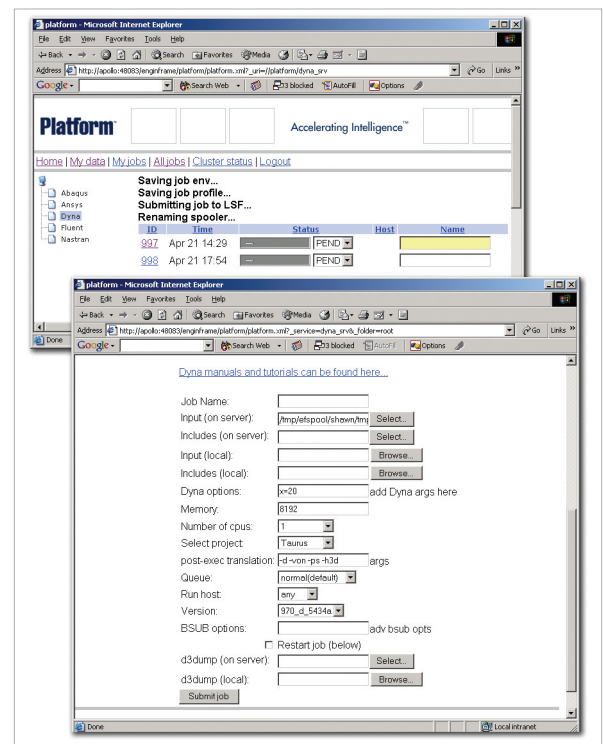 platform - Microsoft Internet Explorer
File Edit View Favorites Tools Help
Back Search Favorites Media
Address http://apollo:48083/enginframe/platform/platform.xml?_uri=//platform/dyna_srv Go Links »
Google Search Web 33 blocked AutoFill Options
Platform™ Accelerating Intelligence™
Home | My data | My jobs | All jobs | Cluster status | Logout
Abaqus
Ansys
Dyna
Fluent
Nastran
Saving job env...
Saving job profile...
Submitting job to LSF...
Renaming spooler...
ID Time Status Host Name
997 Apr 21 14:29 --- PEND
998 Apr 21 17:54 --- PEND
Done
platform - Microsoft Internet Explorer
File Edit View Favorites Tools Help
Back Search Favorites Media
Address http://apollo:48083/enginframe/platform/platform.xml?_service=dyna_srv&_folder=root Go Links »
Google Search Web 33 blocked AutoFill Options
Dyna manuals and tutorials can be found here...
Job Name:
Input (on server): /tmp/efspool/shawn/tmp Select...
Includes (on server): Select...
Input (local): Browse...
Includes (local): Browse...
Dyna options: x=20 add Dyna args here
Memory: 8192
Number of cpus: 1
Select project: Taurus
post-exec translation: -d -von -ps -h3d args
Queue: normal(default)
Run host: any
Version: 970_d_5434a
BSUB options: adv bsub opts
Restart job (below)
d3dump (on server): Select...
d3dump (local): Browse...
Submit job
Done Local intranet